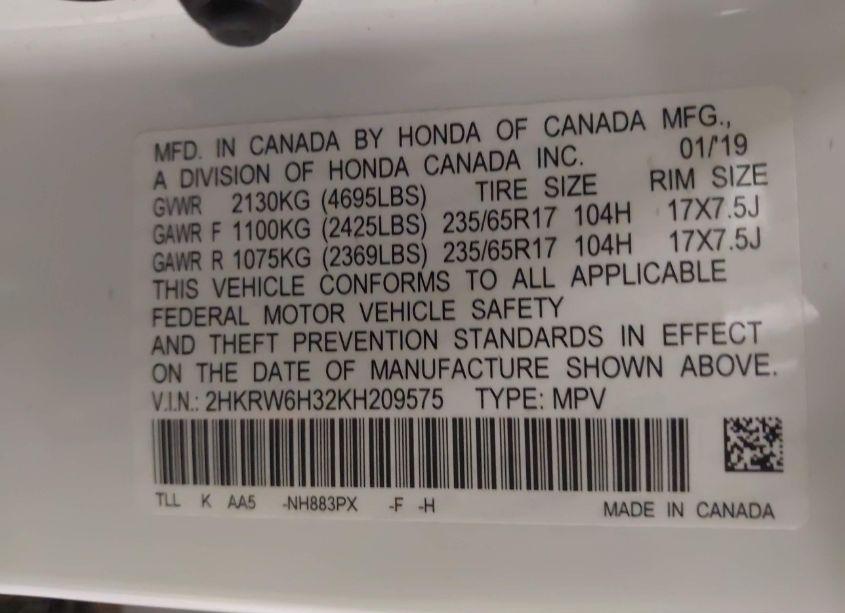 MFD. IN CANADA BY HONDA OF CANADA MFG.,
A DIVISION OF HONDA CANADA INC. 01/'19
GVWR 2130KG (4695LBS) TIRE SIZE RIM SIZE
GAWR F 1100KG (2425LBS) 235/65R17 104H 17X7.5J
GAWR R 1075KG (2369LBS) 235/65R17 104H 17X7.5J
THIS VEHICLE CONFORMS TO ALL APPLICABLE
FEDERAL MOTOR VEHICLE SAFETY
AND THEFT PREVENTION STANDARDS IN EFFECT
ON THE DATE OF MANUFACTURE SHOWN ABOVE.
V.I.N.: 2HKRW6H32KH209575 TYPE: MPV
TLL K AA5 -NH883PX -F -H MADE IN CANADA